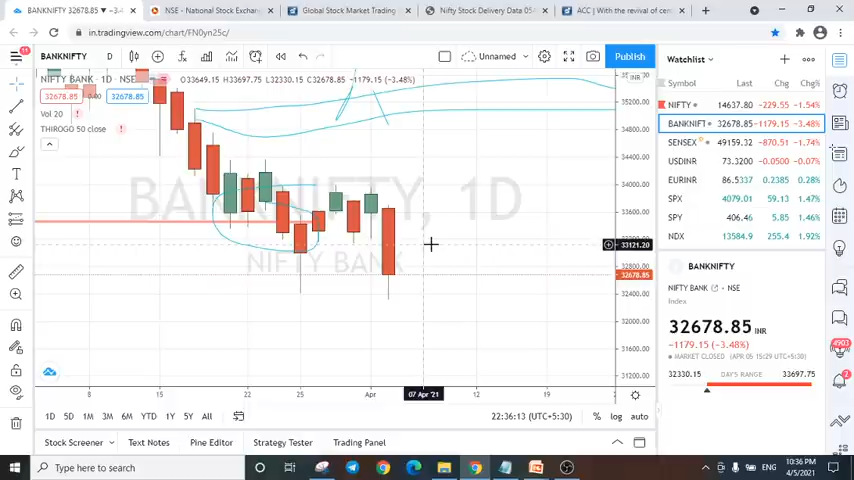 BANKNIFTY 32678.85 ▼ −3.4
NSE - National Stock Exchan
Global Stock Market Trading
Nifty Stock Delivery Data 05A
ACC | With the revival of cem
in.tradingview.com/chart/FN0yn25c/
BANKNIFTY D Unnamed Publish
NIFTY BANK · 1D · NSE O33649.15 H33697.75 L32330.15 C32678.85 −1179.15 (−3.48%)
32678.85 0.00 32678.85
Vol 20
THIROGO 50 close
BANKNIFTY, 1D
NIFTY BANK
INR
35200.00
34800.00
34400.00
34000.00
33600.00
33121.20
32678.85
32400.00
32000.00
31600.00
31200.00
8 15 22 25 Apr 07 Apr '21 12 2
1D 5D 1M 3M 6M YTD 1Y 5Y All
22:36:13 (UTC+5:30) % log auto
Stock Screener Text Notes Pine Editor Strategy Tester Trading Panel
Watchlist
Symbol Last Chg Chg%
NIFTY 14637.80 −229.55 −1.54%
BANKNIFT 32678.85 −1179.15 −3.48%
SENSEX 49159.32 −870.51 −1.74%
USDINR 73.3200 −0.0500 −0.07%
EURINR 86.5337 0.2385 0.28%
SPX 4079.01 59.13 1.47%
SPY 406.46 5.85 1.46%
NDX 13584.9 255.4 1.92%
BANKNIFTY
NIFTY BANK NSE
Index
32678.85 INR
−1179.15 (−3.48%)
MARKET CLOSED (APR 05 15:29 UTC+5:30)
32330.15 DAY'S RANGE 33697.75
4903
2
Type here to search
ENG
10:36 PM
4/5/2021